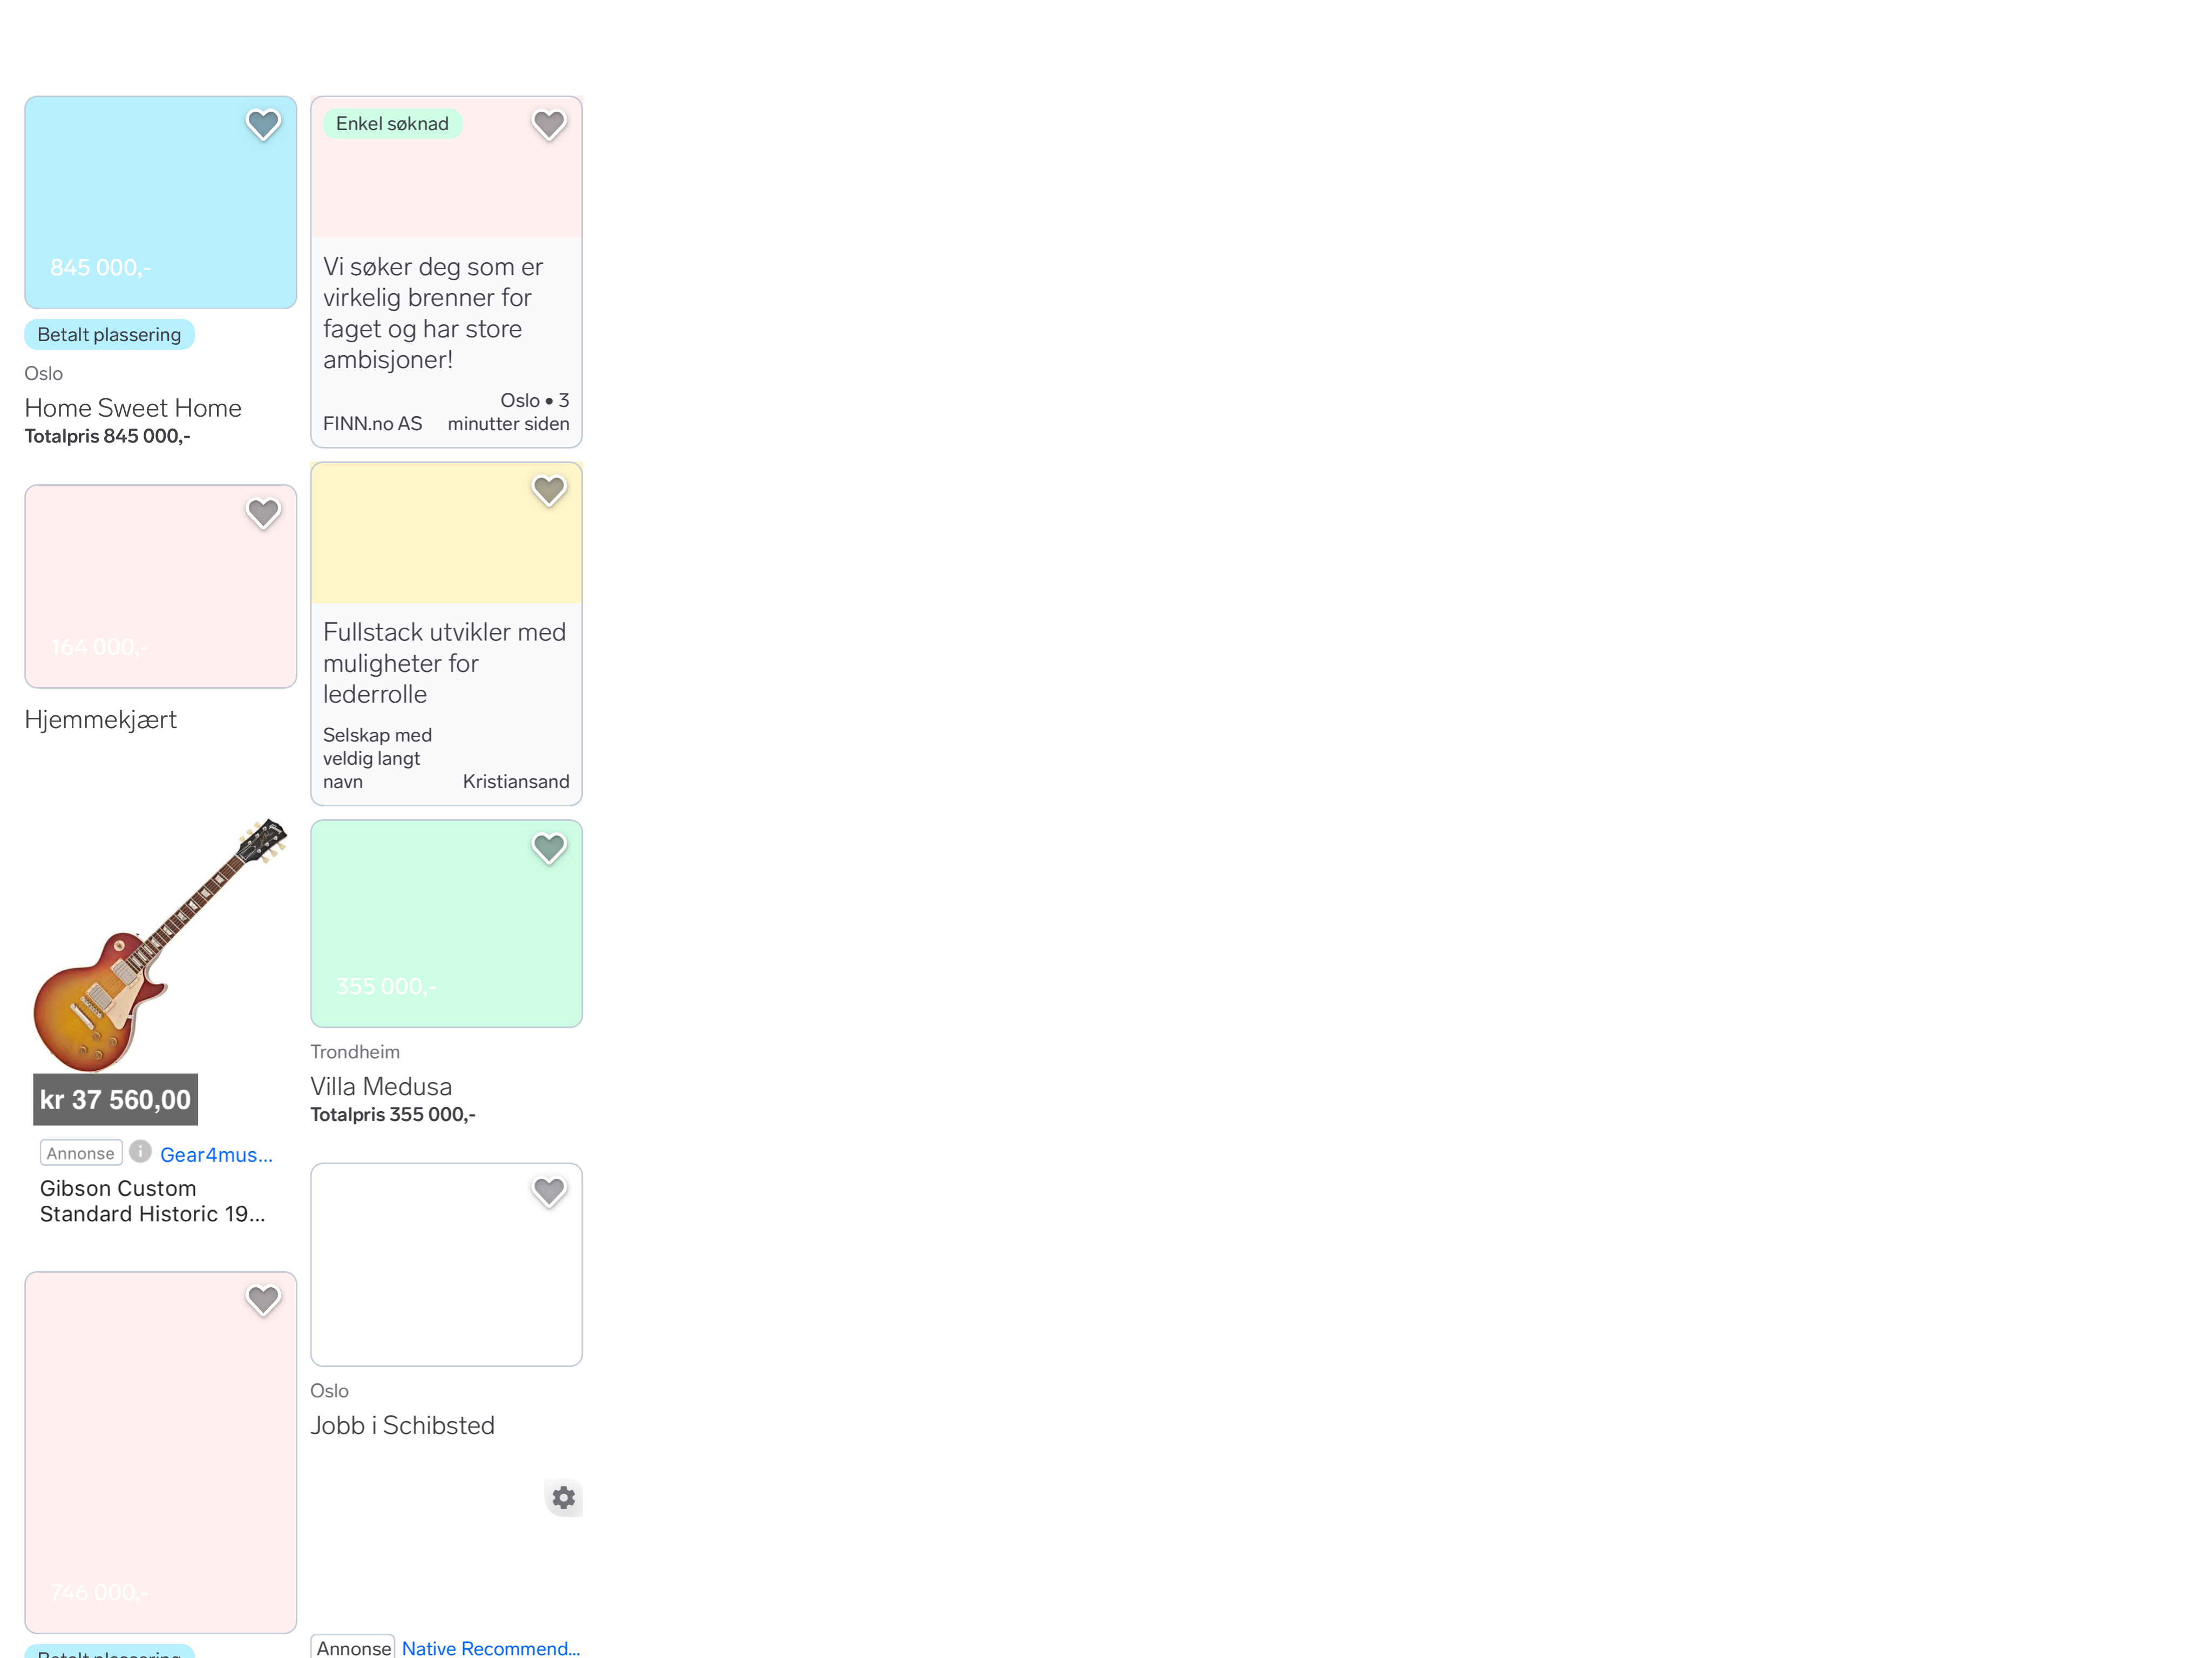 845 000,-
Betalt plassering
Oslo
Home Sweet Home
Totalpris 845 000,-
164 000,-
Hjemmekjært
kr 37 560,00
Annonse
Gear4mus...
Gibson Custom
Standard Historic 19...
746 000,-
Betalt plassering
Enkel søknad
Vi søker deg som er
virkelig brenner for
faget og har store
ambisjoner!
FINN.no AS
Oslo • 3
minutter siden
Fullstack utvikler med
muligheter for
lederrolle
Selskap med
veldig langt
navn
Kristiansand
355 000,-
Trondheim
Villa Medusa
Totalpris 355 000,-
Oslo
Jobb i Schibsted
Annonse
Native Recommend...